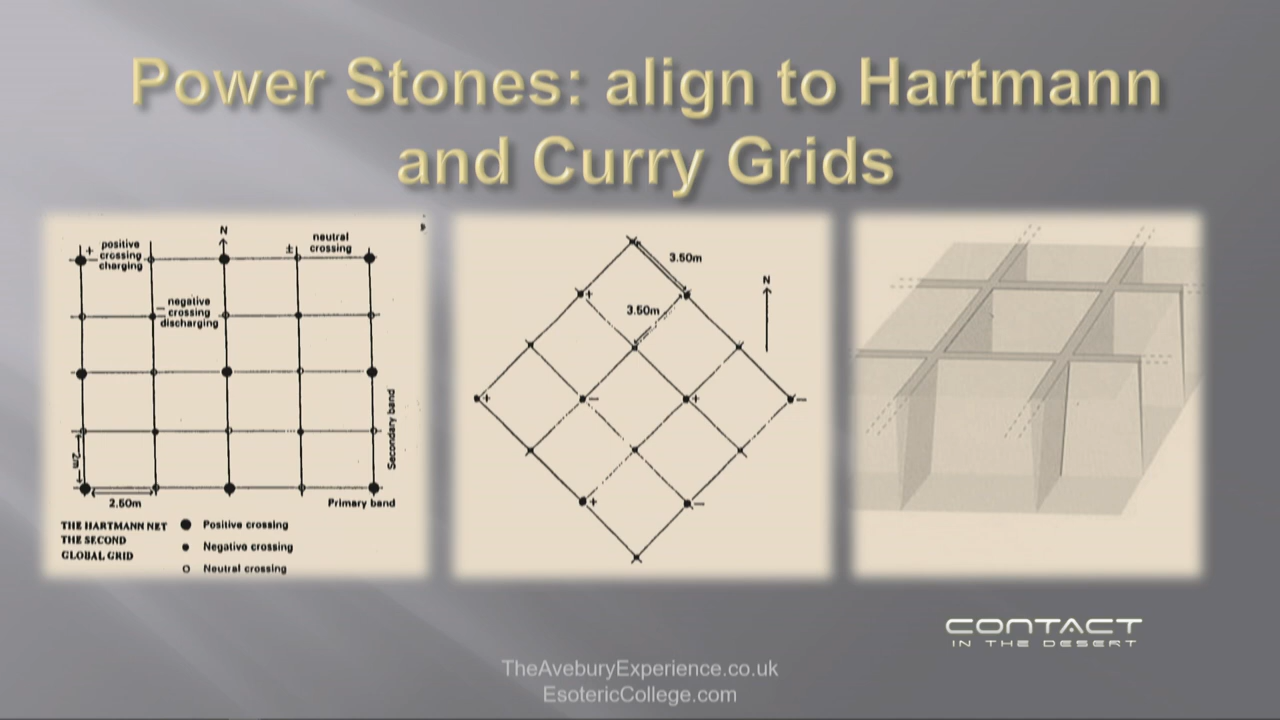 Power Stones: align to Hartmann
and Curry Grids
+
positive
crossing
charging
N
±
neutral
crossing
−
negative
crossing
discharging
2m
2.50m
Secondary band
Primary band
THE HARTMANN NET
THE SECOND
GLOBAL GRID
Positive crossing
Negative crossing
Neutral crossing
3.50m
3.50m
N
+
+
−
+
−
+
−
CONTACT
IN THE DESERT
TheAveburyExperience.co.uk
EsotericCollege.com